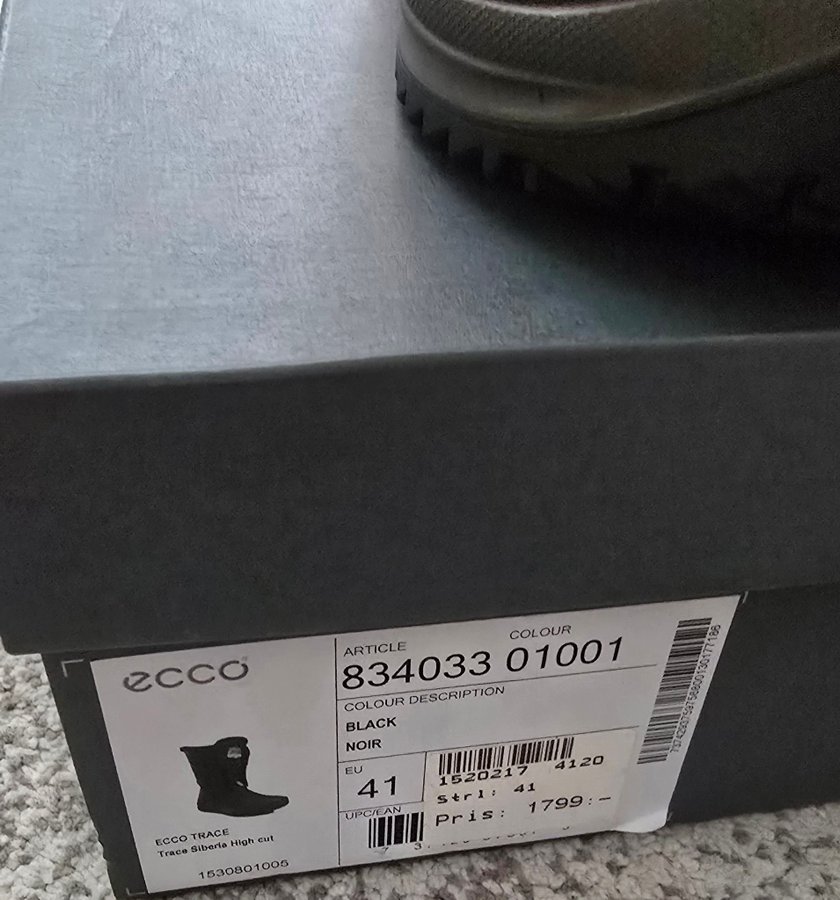 ecco
ECCO TRACE
Trace Siberia High cut
1530801005
ARTICLE
COLOUR
834033 01001
COLOUR DESCRIPTION
BLACK
NOIR
EU
41
UPC/EAN
1520217 4120
Strl: 41
Pris: 1799:-